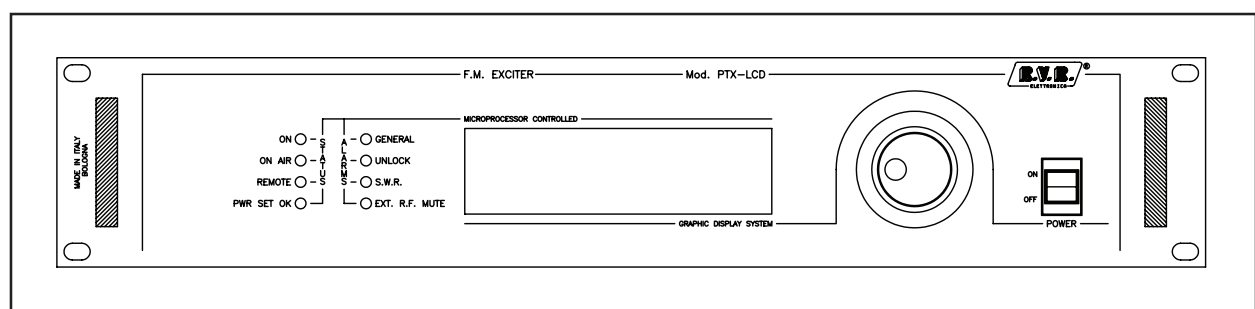 F.M. EXCITER
Mod. PTX-LCD
R.V.R.®
ELETTRONICA
MICROPROCESSOR CONTROLLED
MADE IN ITALY
BOLOGNA
STATUS
ON
ON AIR
REMOTE
PWR SET OK
ALARMS
GENERAL
UNLOCK
S.W.R.
EXT. R.F. MUTE
GRAPHIC DISPLAY SYSTEM
ON
OFF
POWER